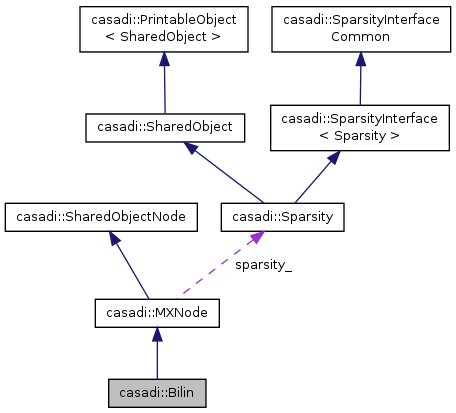 casadi::PrintableObject
< SharedObject >
casadi::SparsityInterface
Common
casadi::SharedObject
casadi::SparsityInterface
< Sparsity >
casadi::SharedObjectNode
casadi::Sparsity
sparsity_
casadi::MXNode
casadi::Bilin